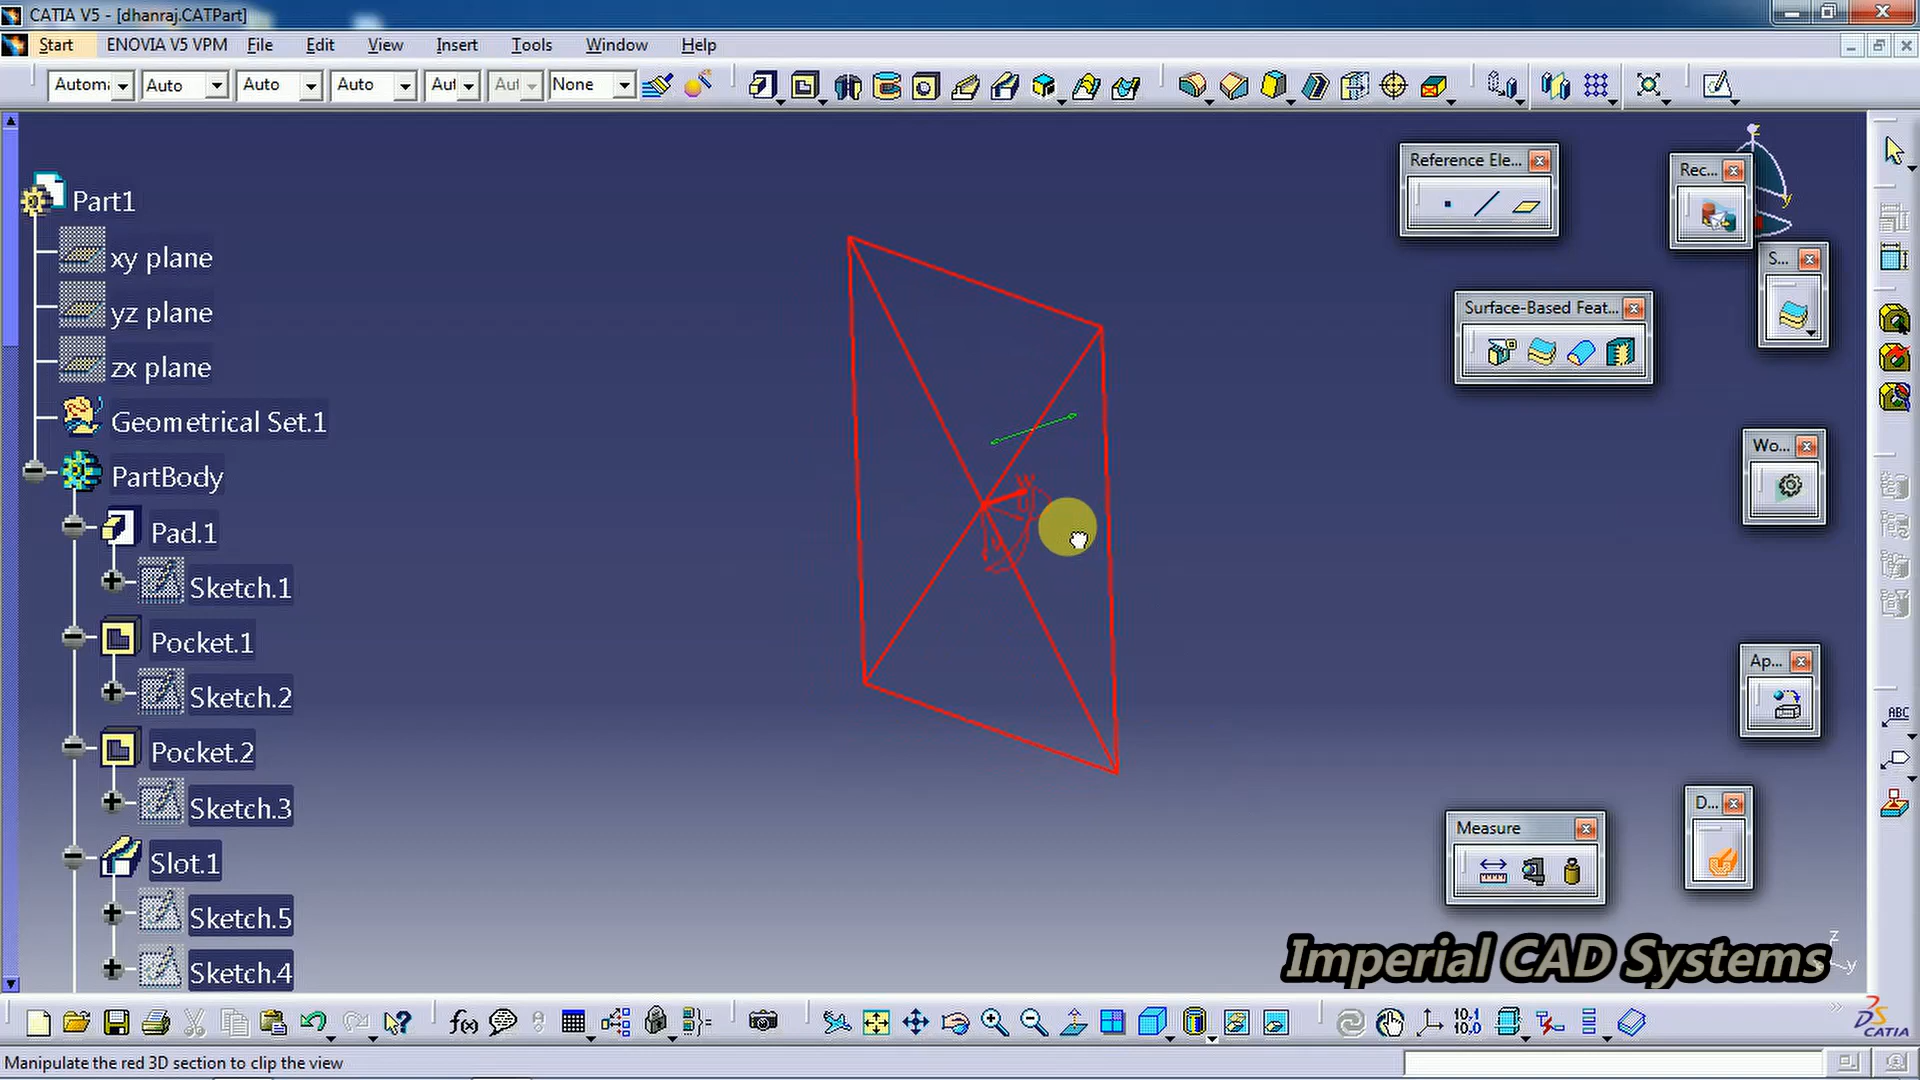 CATIA V5 - [dhanraj.CATPart]
Start ENOVIA V5 VPM File Edit View Insert Tools Window Help
Auto Auto Auto None
Reference Ele...
Rec...
S...
Surface-Based Feat...
Wo...
Ap...
D...
Measure
Part1
xy plane
yz plane
zx plane
Geometrical Set.1
PartBody
Pad.1
Sketch.1
Pocket.1
Sketch.2
Pocket.2
Sketch.3
Slot.1
Sketch.5
Sketch.4
ABC
Imperial CAD Systems
z
y
f(x)
CATIA
Manipulate the red 3D section to clip the view